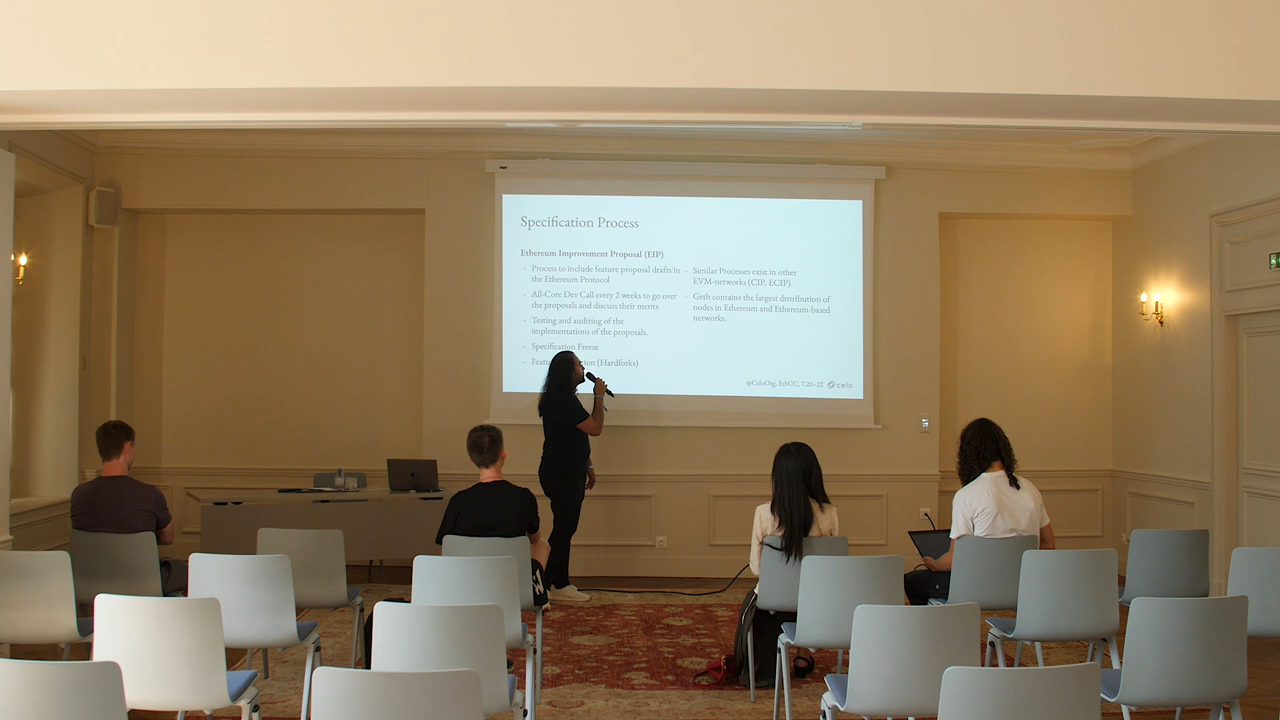 Specification Process
Ethereum Improvement Proposal (EIP)
- Process to include feature proposal drafts in
the Ethereum Protocol
- All-Core Dev Call every 2 weeks to go over
the proposals and discuss their merits
- Testing and auditing of the
implementations of the proposals.
- Specification Freeze
- (Hardforks)
- Similar Processes exist in other
EVM-networks (CIP, ECIP).
- Geth contains the largest distribution of
nodes in Ethereum and Ethereum-based
networks.
@CeloOrg, EthCC, 7.20-22 celo